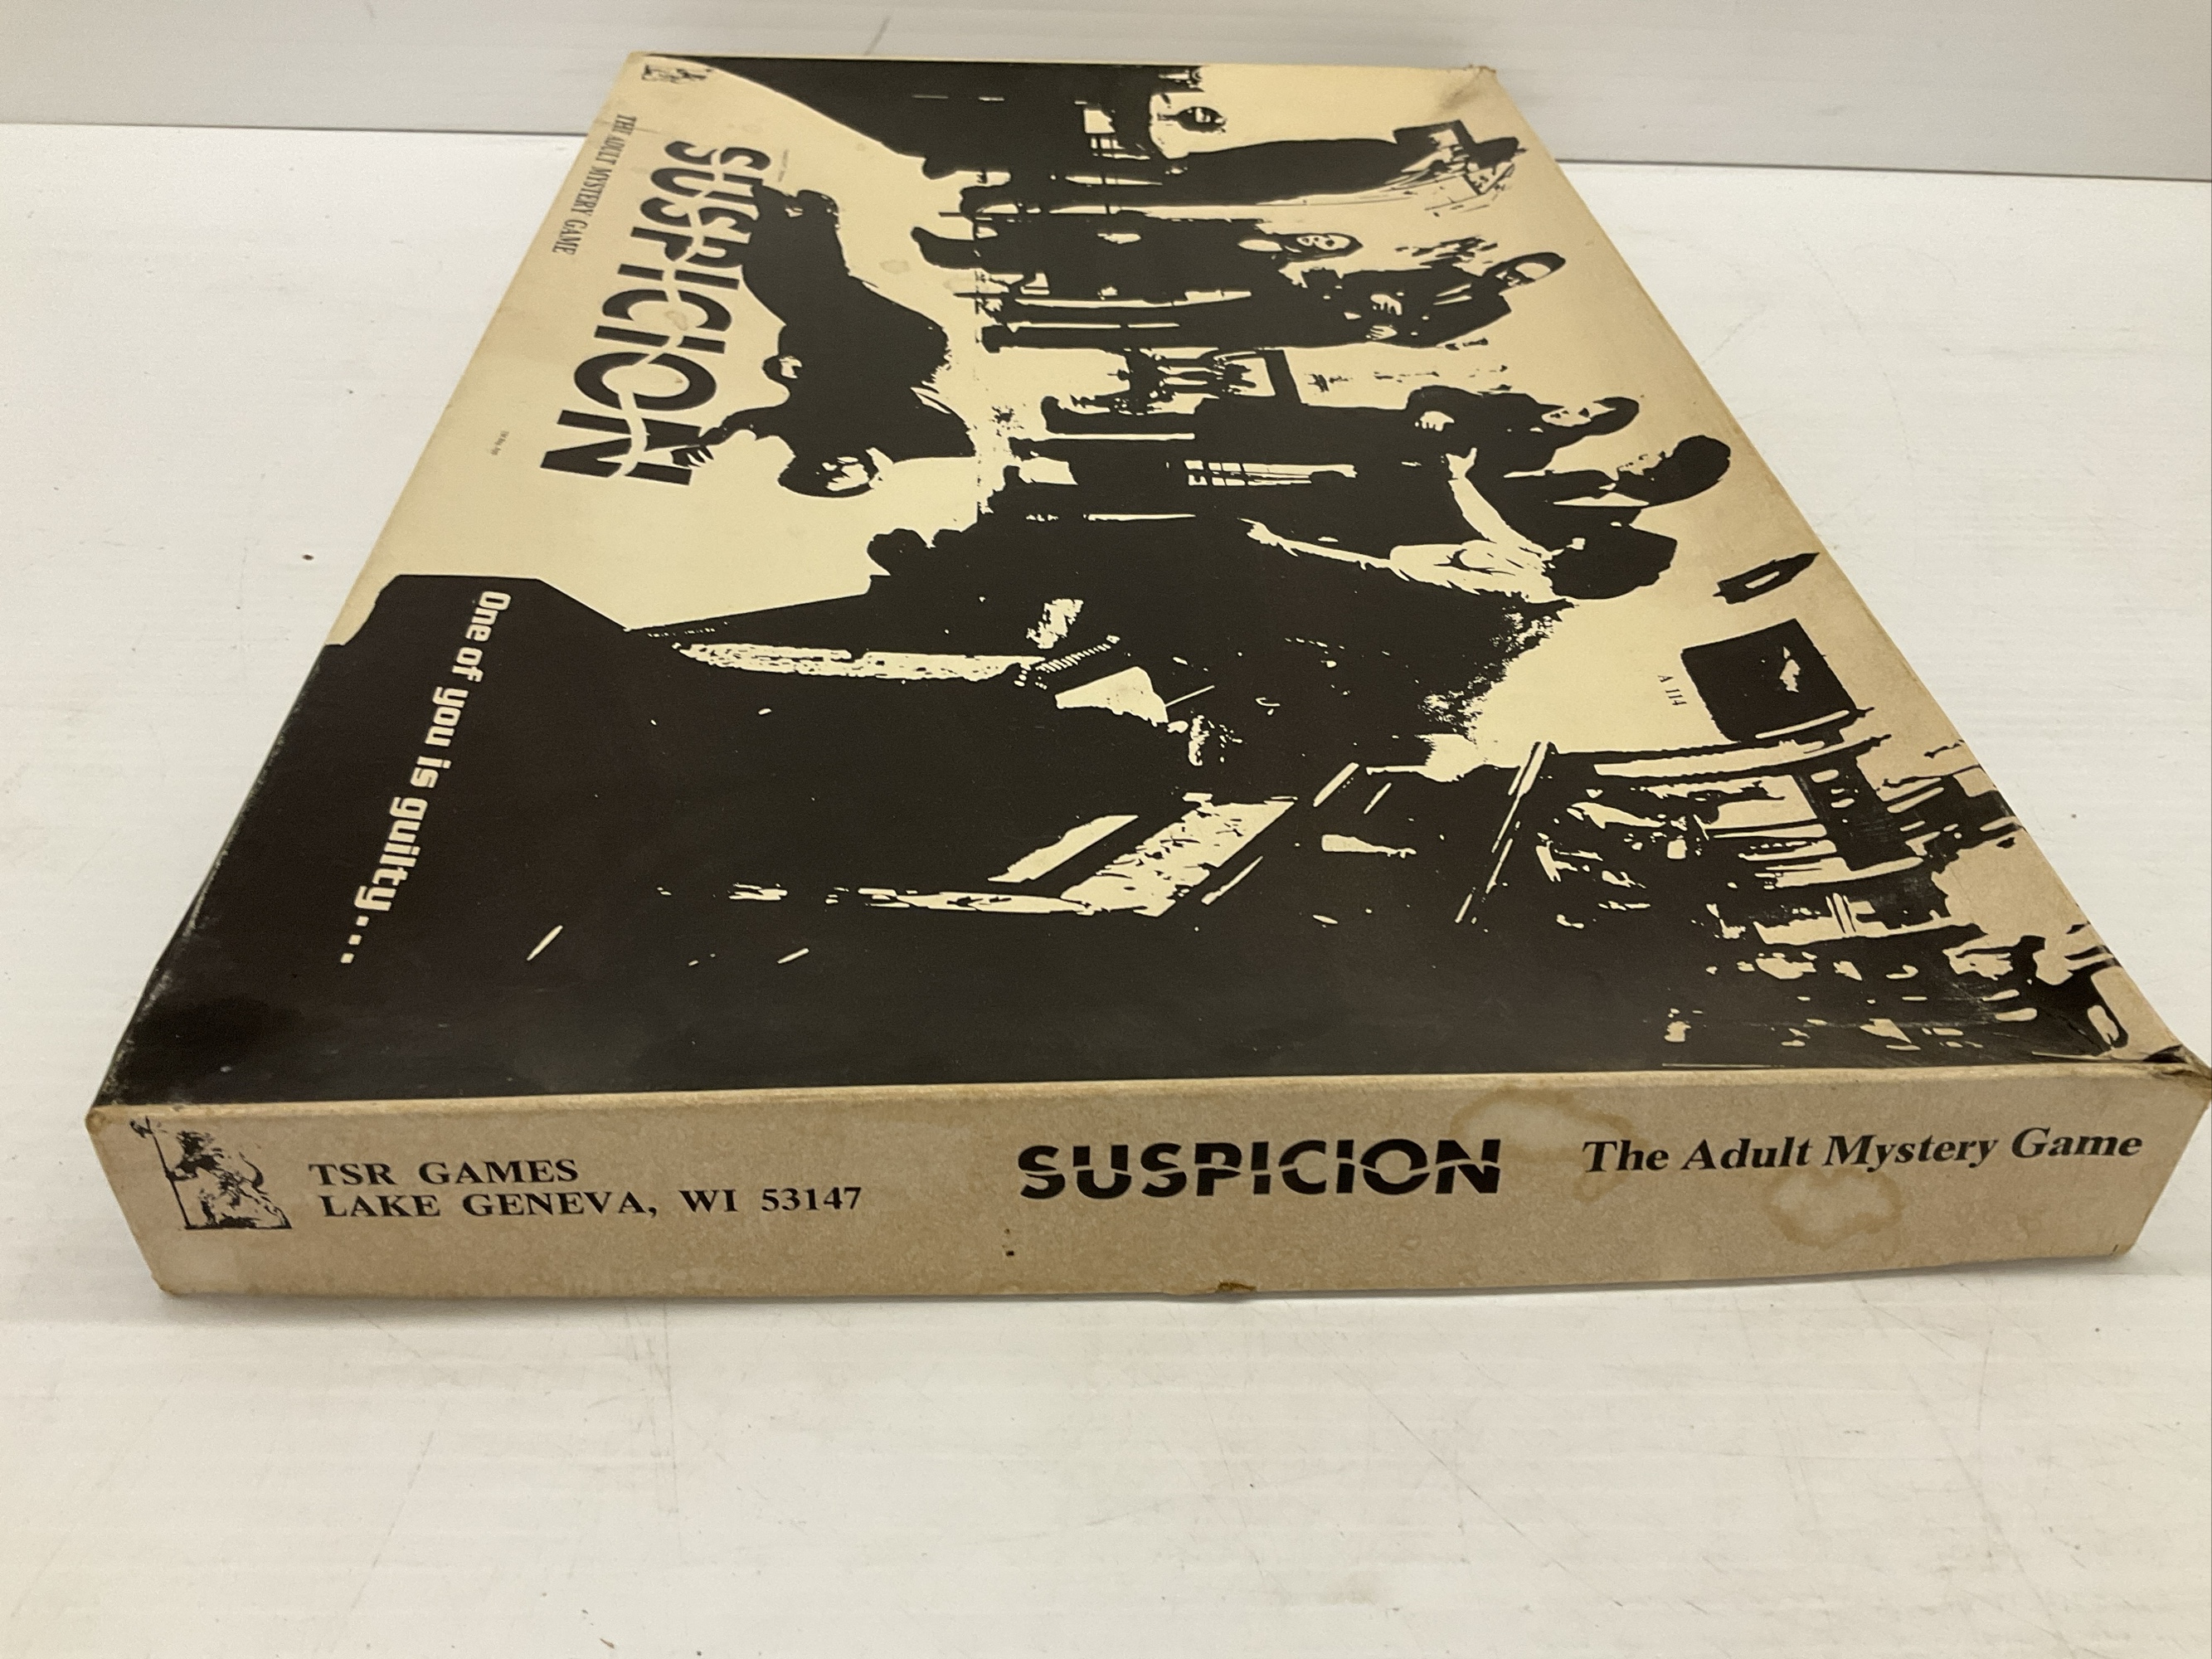 THE ADULT MYSTERY GAME
SUSPICION
One of you is guilty...
A 114
TSR GAMES
LAKE GENEVA, WI 53147
SUSPICION
The Adult Mystery Game